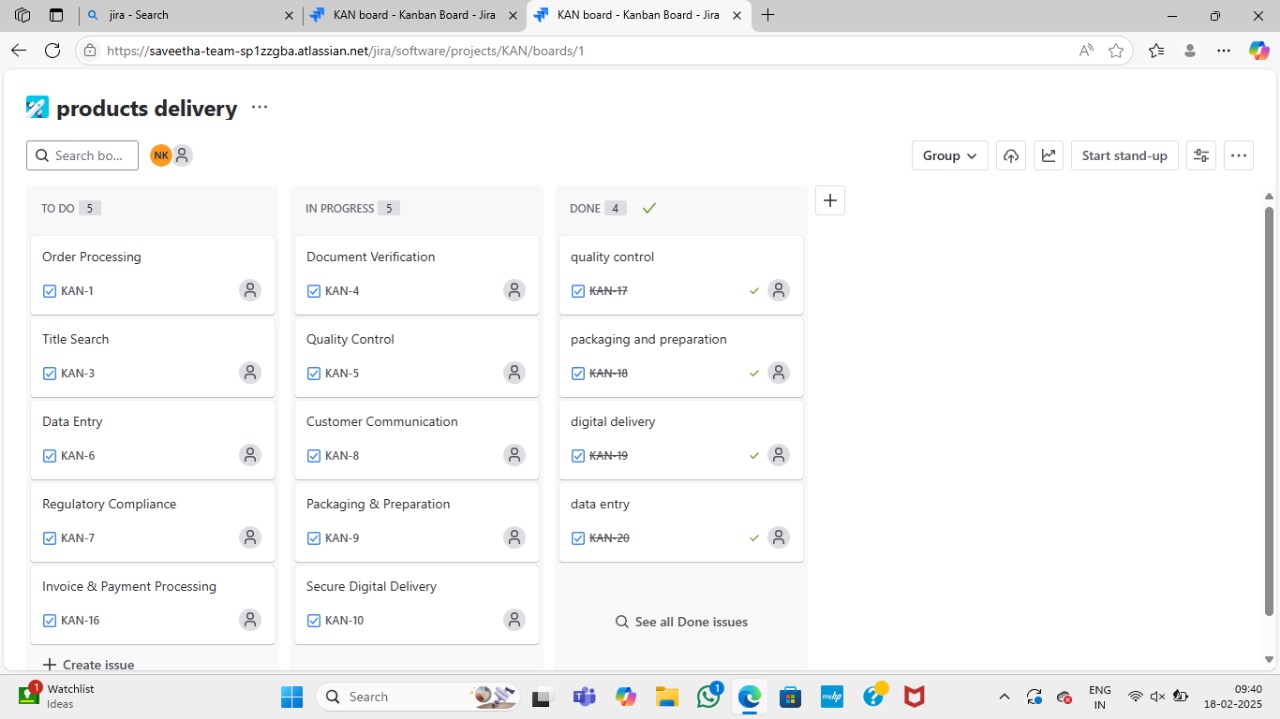 jira - Search
KAN board - Kanban Board - Jira
KAN board - Kanban Board - Jira
https://saveetha-team-sp1zzgba.atlassian.net/jira/software/projects/KAN/boards/1
products delivery
Search bo...
NK
Group
Start stand-up
TO DO 5
Order Processing
KAN-1
Title Search
KAN-3
Data Entry
KAN-6
Regulatory Compliance
KAN-7
Invoice & Payment Processing
KAN-16
Create issue
IN PROGRESS 5
Document Verification
KAN-4
Quality Control
KAN-5
Customer Communication
KAN-8
Packaging & Preparation
KAN-9
Secure Digital Delivery
KAN-10
DONE 4
quality control
KAN-17
packaging and preparation
KAN-18
digital delivery
KAN-19
data entry
KAN-20
See all Done issues
1
Watchlist
Ideas
Search
1
myhp
ENG
IN
09:40
18-02-2025